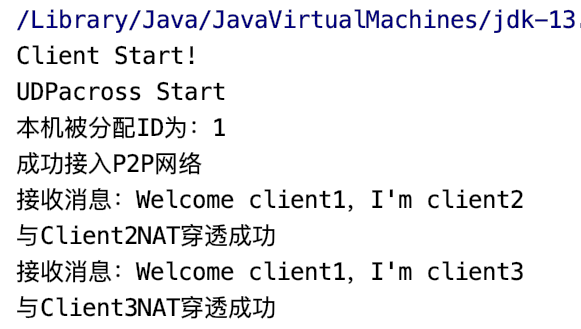 /Library/Java/JavaVirtualMachines/jdk-13.
Client Start!
UDPacross Start
本机被分配ID为：1
成功接入P2P网络
接收消息：Welcome client1, I'm client2
与Client2NAT穿透成功
接收消息：Welcome client1, I'm client3
与Client3NAT穿透成功